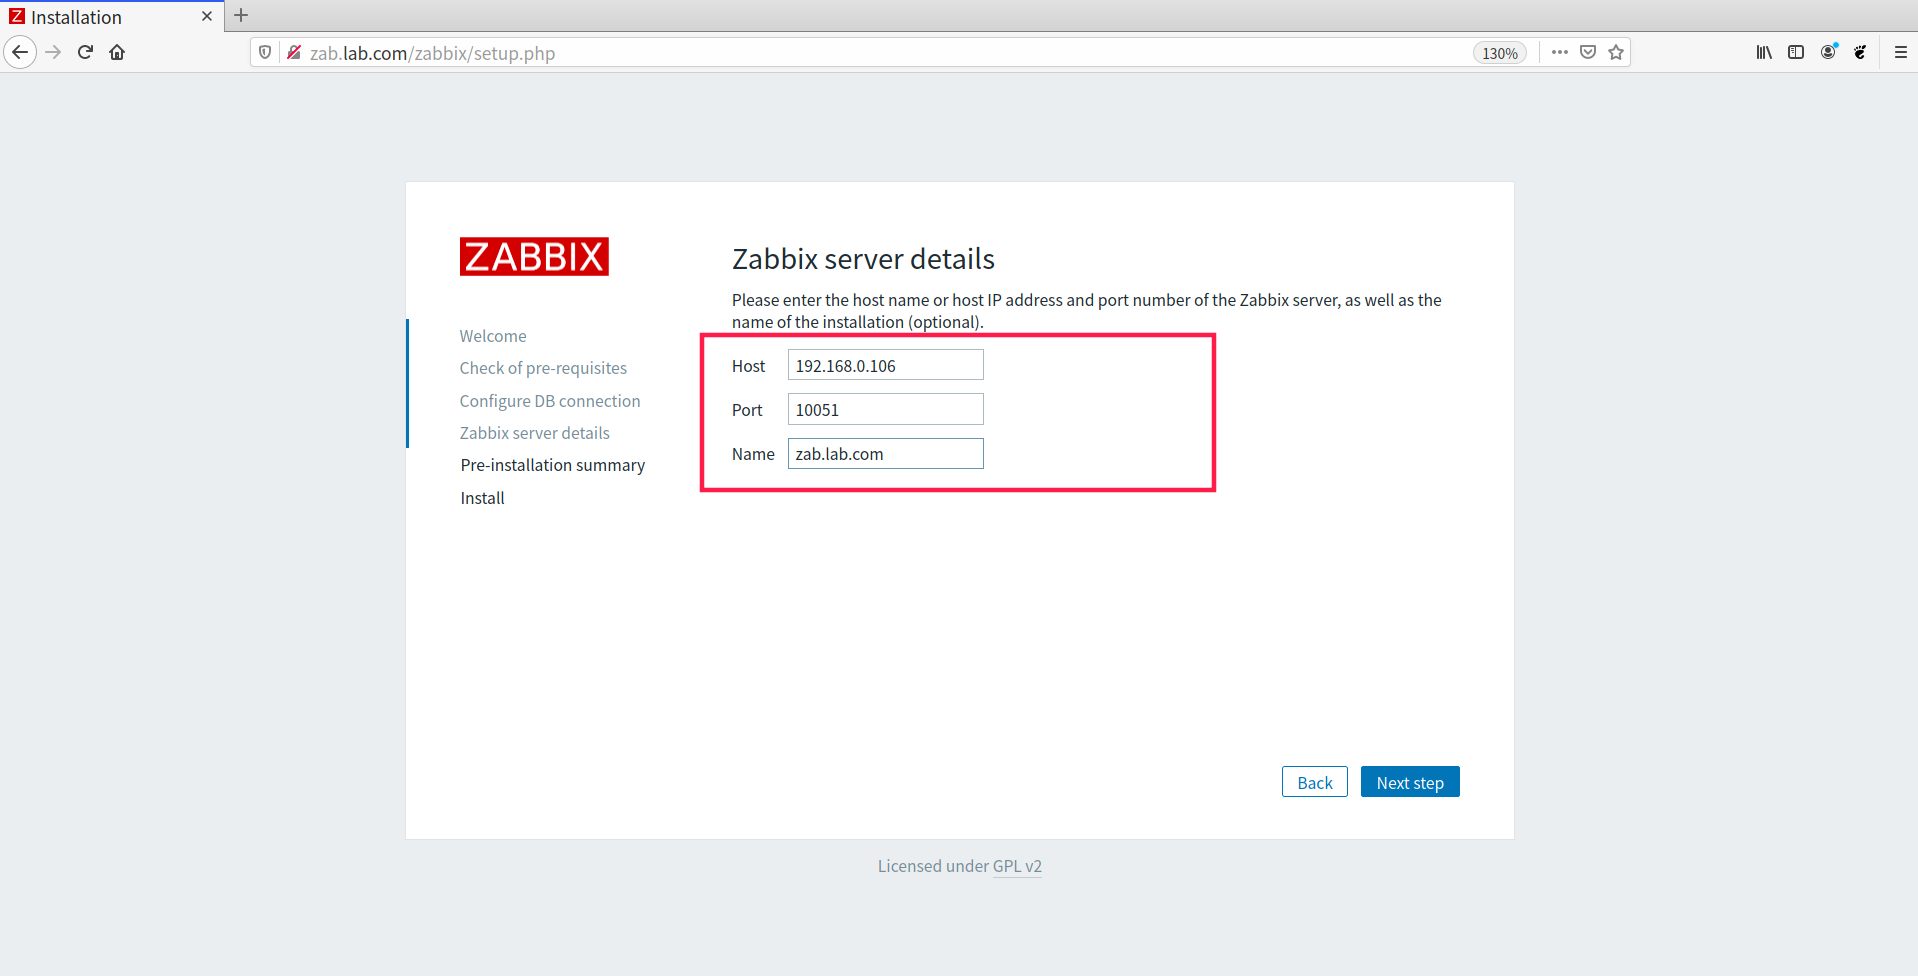 Installation
zab.lab.com/zabbix/setup.php
130%
ZABBIX
Welcome
Check of pre-requisites
Configure DB connection
Zabbix server details
Pre-installation summary
Install
Zabbix server details
Please enter the host name or host IP address and port number of the Zabbix server, as well as the
name of the installation (optional).
Host 192.168.0.106
Port 10051
Name zab.lab.com
Back Next step
Licensed under GPL v2